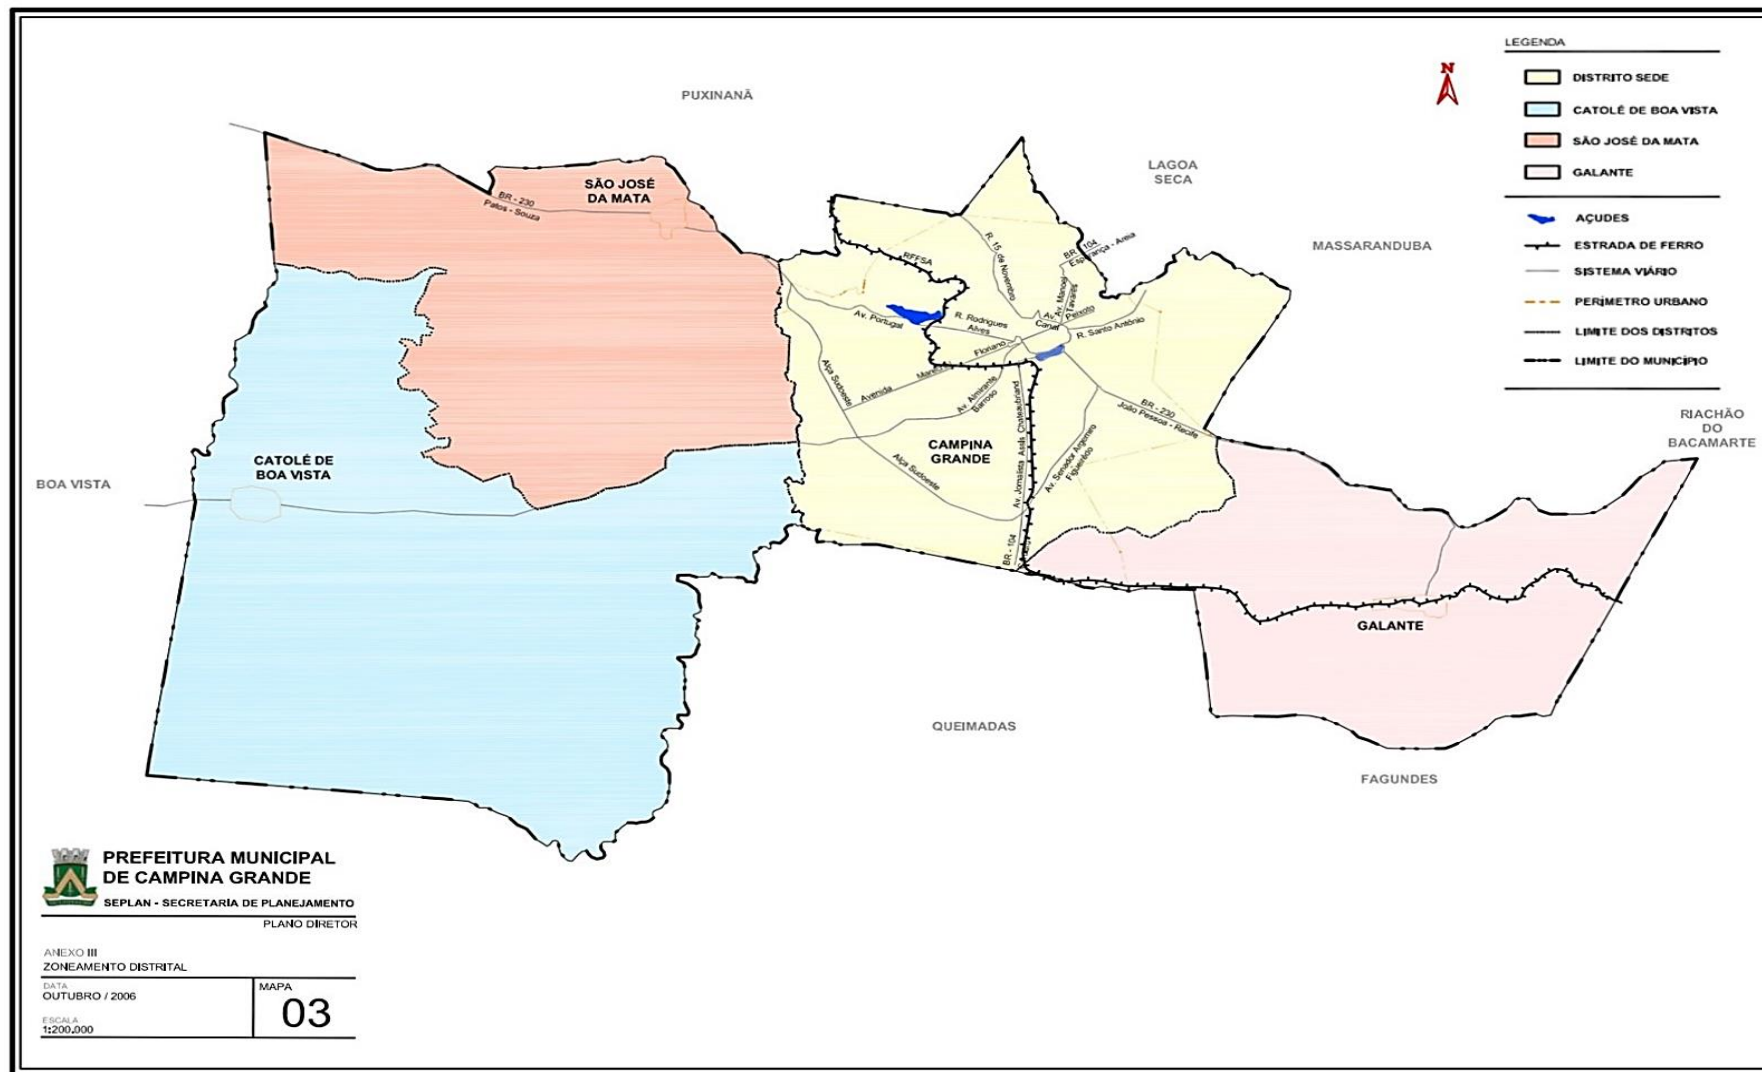 LEGENDA
DISTRITO SEDE
CATOLÉ DE BOA VISTA
SÃO JOSÉ DA MATA
GALANTE
AÇUDES
ESTRADA DE FERRO
SISTEMA VIÁRIO
PERÍMETRO URBANO
LIMITE DOS DISTRITOS
LIMITE DO MUNICÍPIO
N
PUXINANÃ
LAGOA
SECA
MASSARANDUBA
RIACHÃO
DO
BACAMARTE
BOA VISTA
QUEIMADAS
FAGUNDES
SÃO JOSÉ
DA MATA
BR - 230
Patos - Souza
CATOLÉ DE
BOA VISTA
CAMPINA
GRANDE
GALANTE
RFFSA
R. 15 de Novembro
BR - 104
Esperança - Areia
Av. Manoel
Tavares
Av. Portugal
R. Rodrigues
Alves
Av.
Canal
Peixoto
R. Santo Antônio
Floriano
Avenida
Alça Sudoeste
Av. Almirante
Barroso
BR - 230
João Pessoa - Recife
Av. Jornalista Assis Chateaubriand
Av. Senador Argemiro
Figueirêdo
Alça Sudoeste
BR - 104
PREFEITURA MUNICIPAL
DE CAMPINA GRANDE
SEPLAN - SECRETARIA DE PLANEJAMENTO
PLANO DIRETOR
ANEXO III
ZONEAMENTO DISTRITAL
DATA
OUTUBRO / 2006
ESCALA
1:200.000
MAPA
03